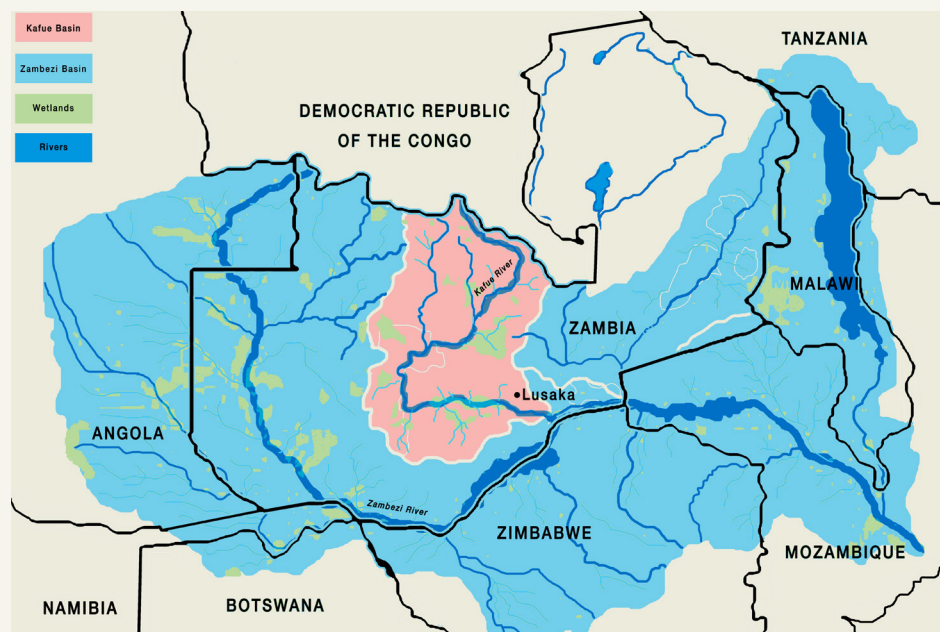 Kafue Basin
Zambezi Basin
Wetlands
Rivers
TANZANIA
DEMOCRATIC REPUBLIC
OF THE CONGO
Kafue River
MALAWI
ZAMBIA
Lusaka
ANGOLA
Zambezi River
ZIMBABWE
MOZAMBIQUE
NAMIBIA
BOTSWANA